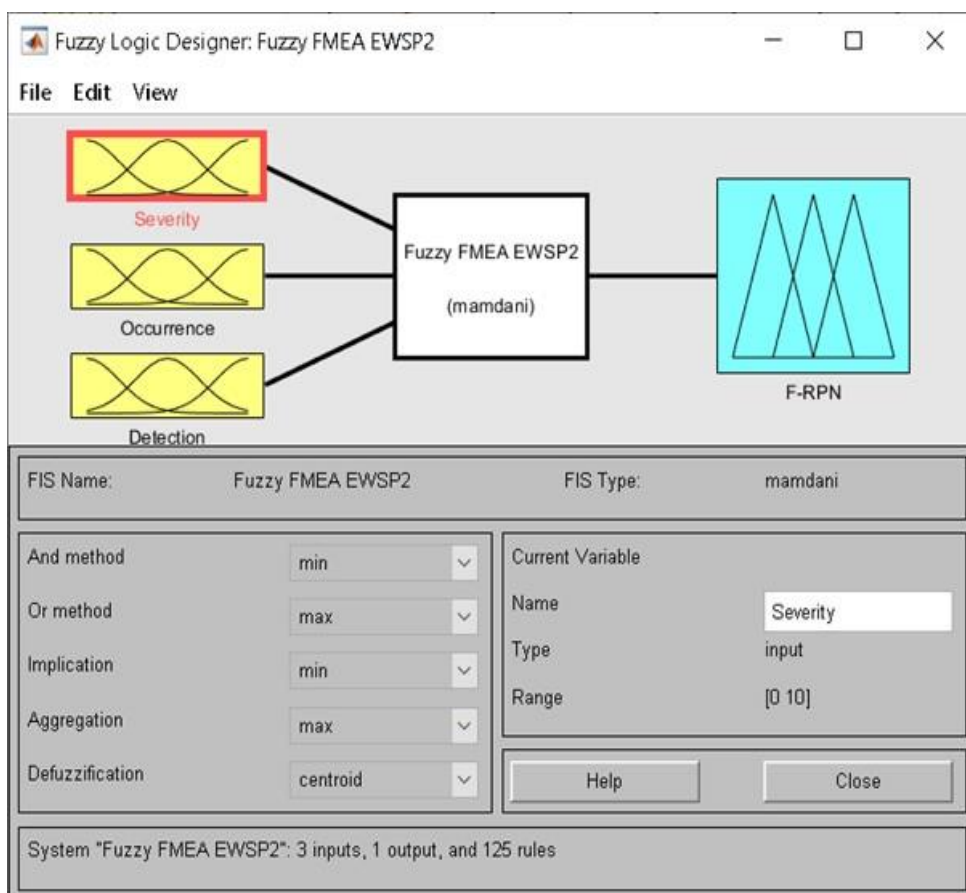 Fuzzy Logic Designer: Fuzzy FMEA EWSP2
File Edit View
Severity
Occurrence
Detection
Fuzzy FMEA EWSP2
(mamdani)
F-RPN
FIS Name: Fuzzy FMEA EWSP2 FIS Type: mamdani
And method min
Or method max
Implication min
Aggregation max
Defuzzification centroid
Current Variable
Name Severity
Type input
Range [0 10]
Help Close
System "Fuzzy FMEA EWSP2": 3 inputs, 1 output, and 125 rules